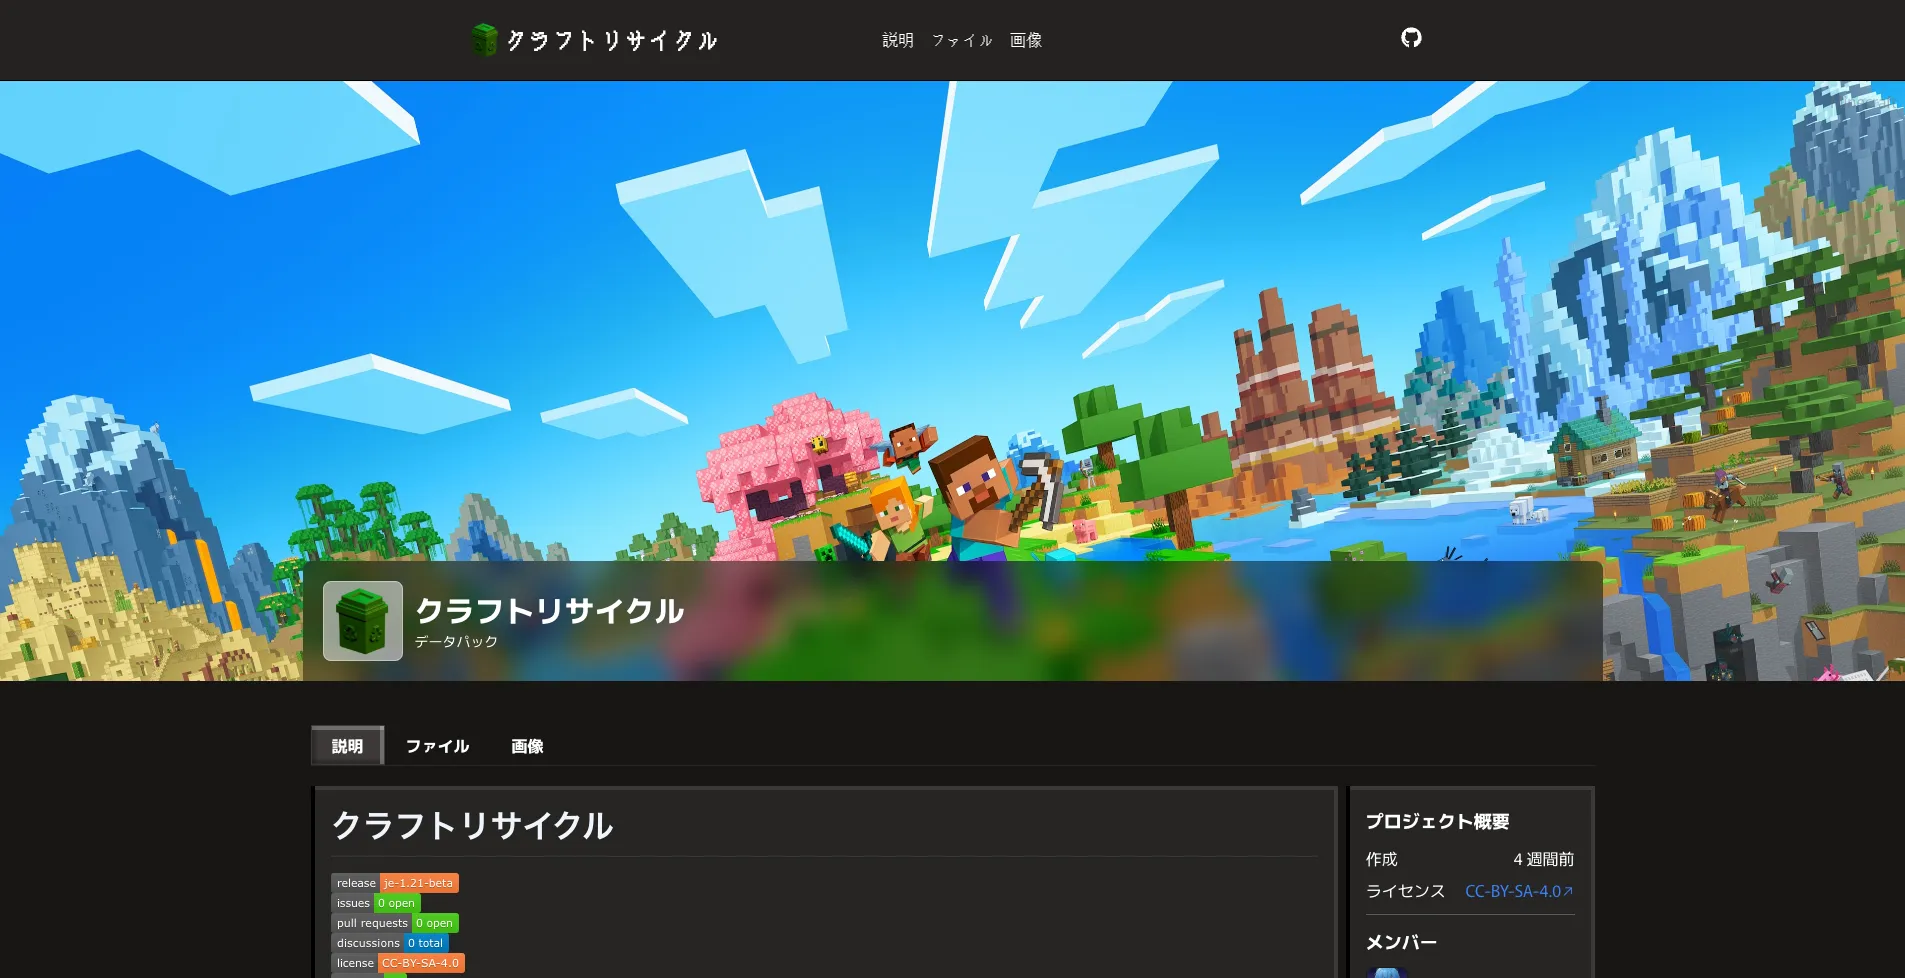 クラフトリサイクル
説明 ファイル 画像
クラフトリサイクル
データパック
説明 ファイル 画像
クラフトリサイクル
release je-1.21-beta
issues 0 open
pull requests 0 open
discussions 0 total
license CC-BY-SA-4.0
プロジェクト概要
作成 4 週間前
ライセンス CC-BY-SA-4.0↗
メンバー